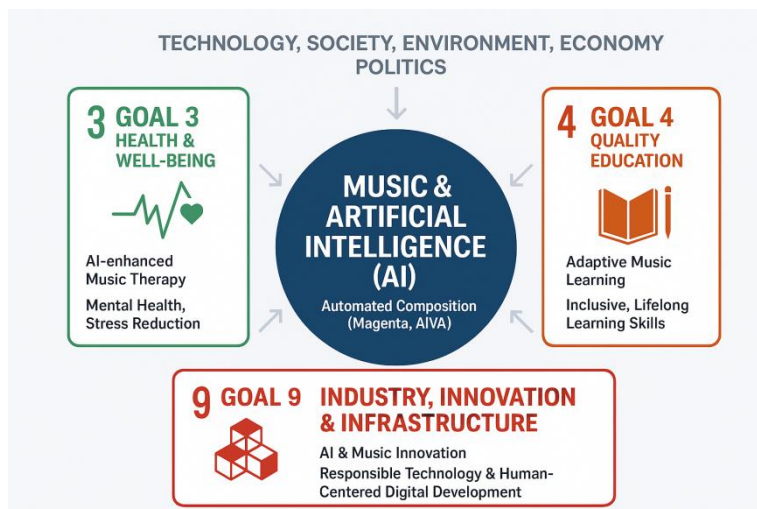 TECHNOLOGY, SOCIETY, ENVIRONMENT, ECONOMY
POLITICS
3 GOAL 3
HEALTH &
WELL-BEING
AI-enhanced
Music Therapy
Mental Health,
Stress Reduction
MUSIC &
ARTIFICIAL
INTELLIGENCE
(AI)
Automated Composition
(Magenta, AIVA)
4 GOAL 4
QUALITY
EDUCATION
Adaptive Music
Learning
Inclusive, Lifelong
Learning Skills
9 GOAL 9 INDUSTRY, INNOVATION
& INFRASTRUCTURE
AI & Music Innovation
Responsible Technology & Human-
Centered Digital Development